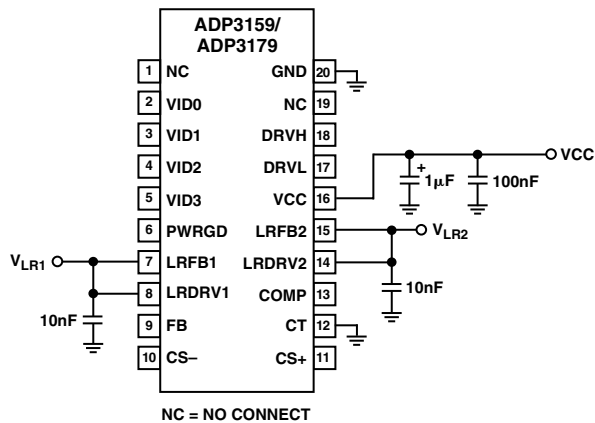 ADP3159/
ADP3179
1 NC GND 20
2 VID0 NC 19
3 VID1 DRVH 18
4 VID2 DRVL 17
5 VID3 VCC 16
6 PWRGD LRFB2 15
7 LRFB1 LRDRV2 14
8 LRDRV1 COMP 13
9 FB CT 12
10 CS– CS+ 11
VCC
+
1μF
100nF
VLR2
10nF
VLR1
10nF
NC = NO CONNECT